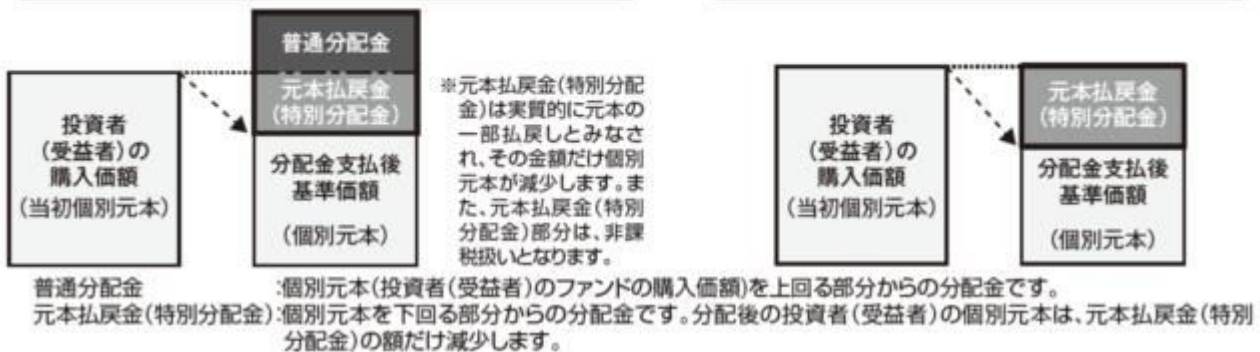 普通分配金
元本払戻金
(特別分配金)
投資者
(受益者)の
購入価額
(当初個別元本)
分配金支払後
基準価額
(個別元本)
※元本払戻金(特別分配
金)は実質的に元本の
一部払戻しとみなさ
れ、その金額だけ個別
元本が減少します。ま
た、元本払戻金(特別
分配金)部分は、非課
税扱いとなります。
投資者
(受益者)の
購入価額
(当初個別元本)
元本払戻金
(特別分配金)
分配金支払後
基準価額
(個別元本)
普通分配金 :個別元本(投資者(受益者)のファンドの購入価額)を上回る部分からの分配金です。
元本払戻金(特別分配金):個別元本を下回る部分からの分配金です。分配後の投資者(受益者)の個別元本は、元本払戻金(特別
分配金)の額だけ減少します。